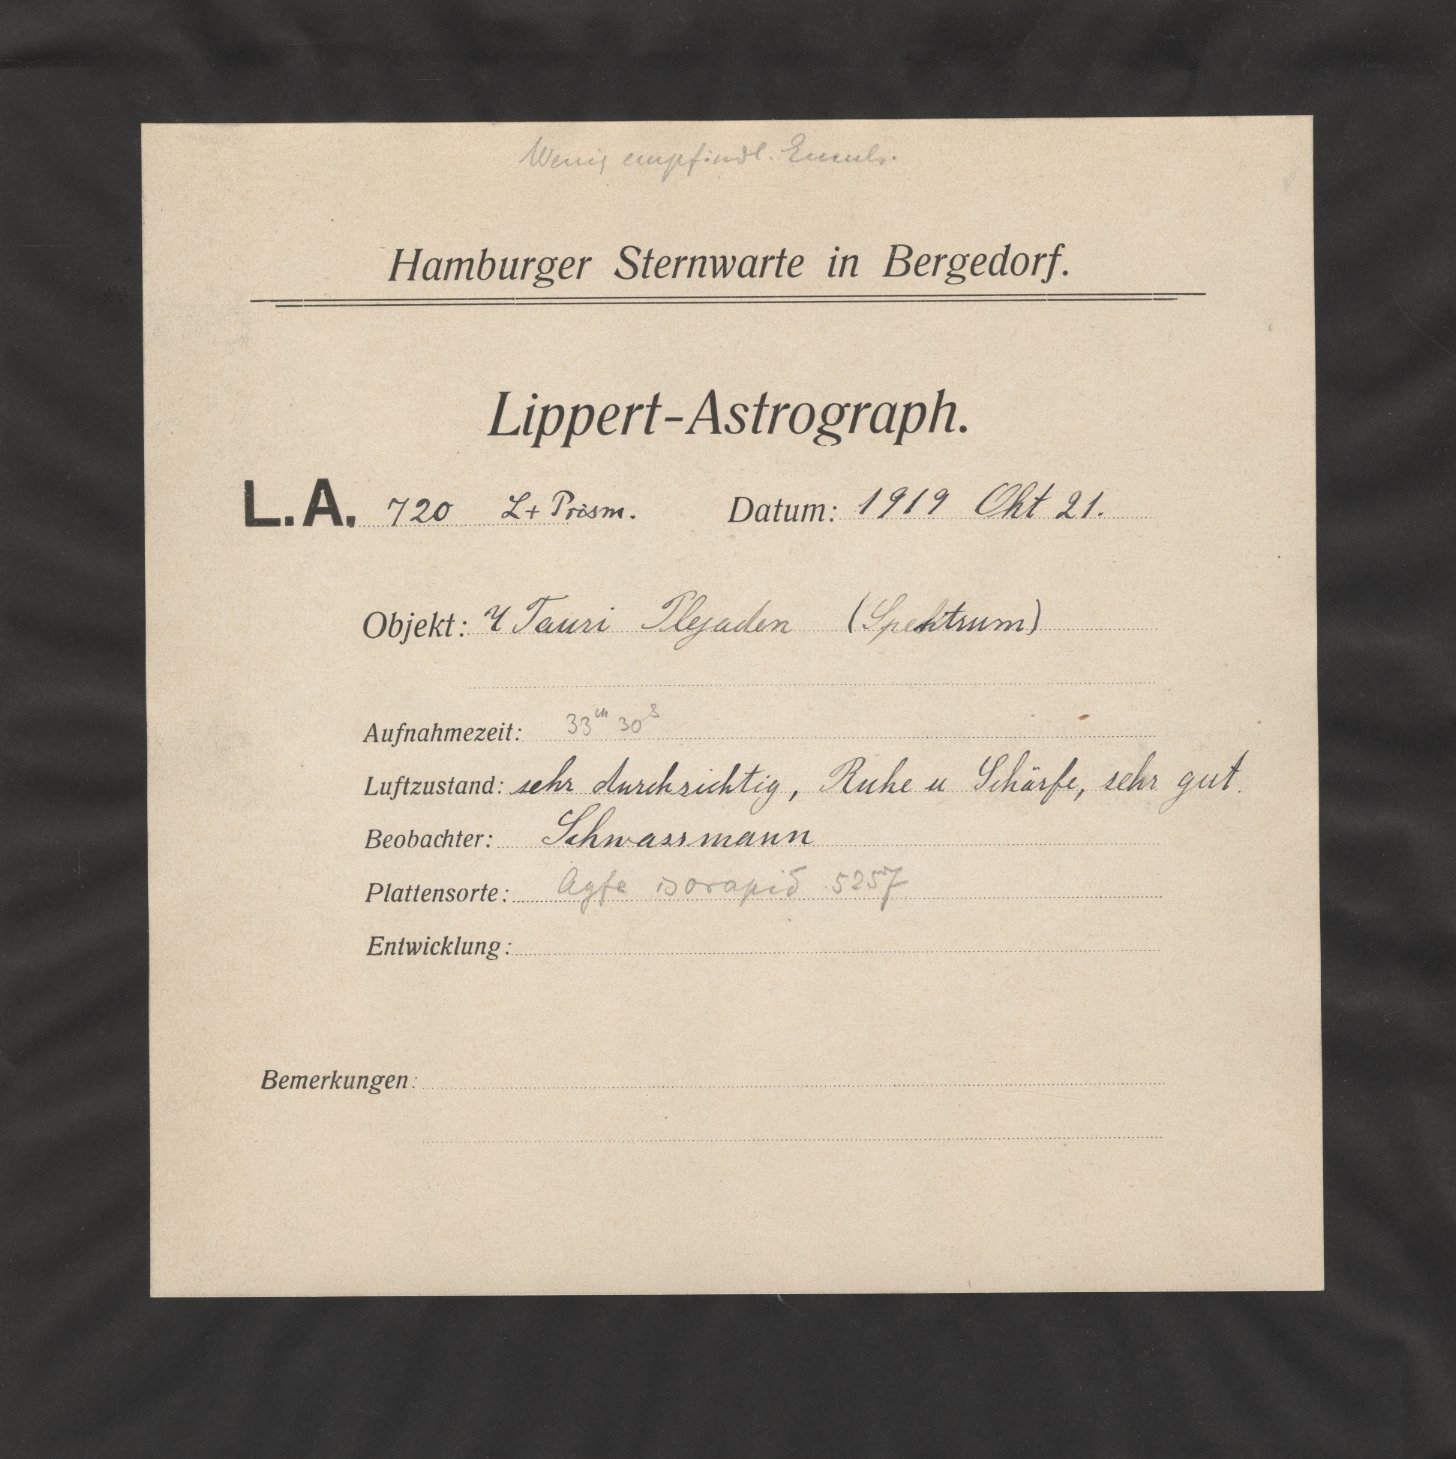 Wenig empfindl. Emuls.
Hamburger Sternwarte in Bergedorf.
Lippert-Astrograph.
L.A. 720 L+Prism. Datum: 1919 Okt 21.
Objekt: η Tauri Plejaden (Spektrum)
Aufnahmezeit: 33m 30s
Luftzustand: sehr durchsichtig, Ruhe u Schärfe, sehr gut.
Beobachter: Schwassmann
Plattensorte: Agfa isorapid 5257
Entwicklung:
Bemerkungen: